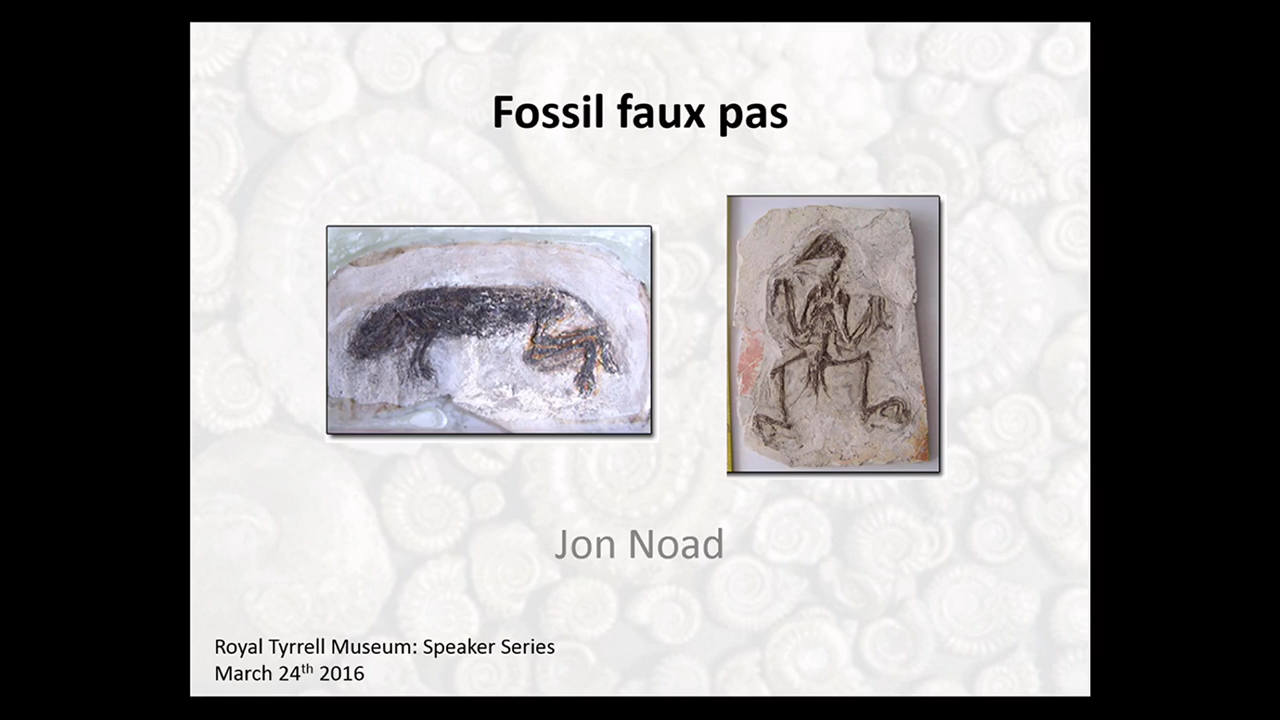 Fossil faux pas
Jon Noad
Royal Tyrrell Museum: Speaker Series
March 24th 2016